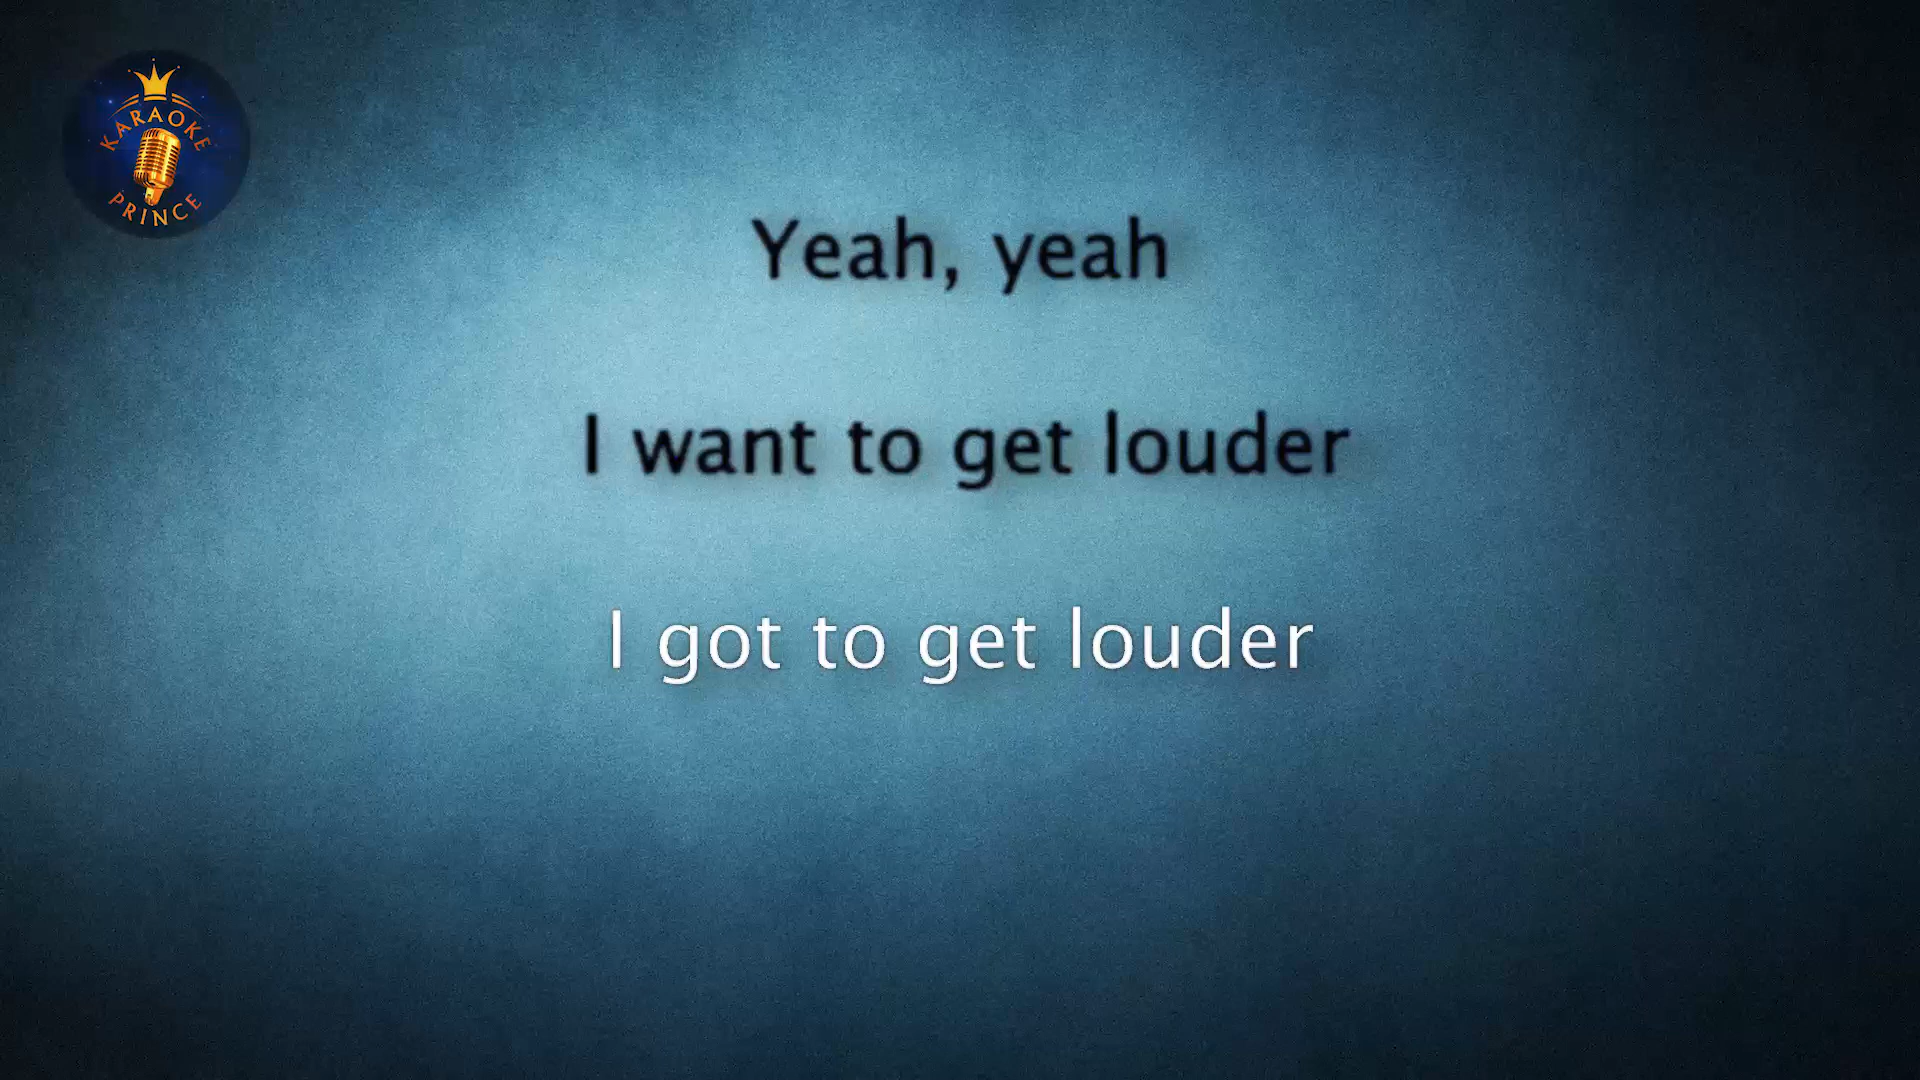 KARAOKE
PRINCE
Yeah, yeah
I want to get louder
I got to get louder